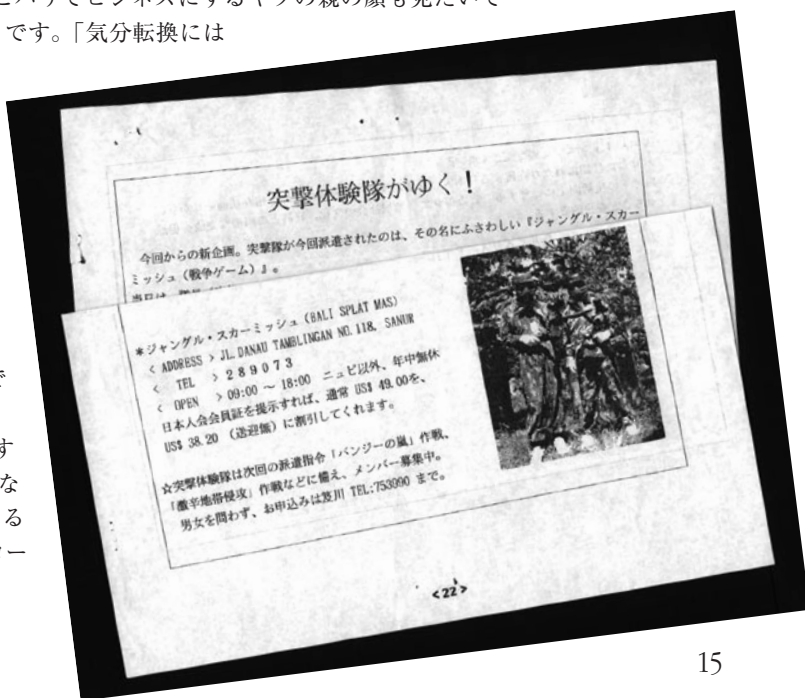 でビジネスにするヤツの親の顔も見たいで
です。「気分転換には
突撃体験隊がゆく！
今回からの新企画。突撃隊が今回派遣されたのは、その名にふさわしい『ジャングル・スカー
ミッシュ（戦争ゲーム）』。
＊ジャングル・スカーミッシュ（BALI SPLAT MAS）
< ADDRESS > JL. DANAU TAMBLINGAN NO.118, SANUR
< TEL > 289073
< OPEN > 09:00 ～ 18:00 ニュピ以外、年中無休
日本人会会員証を提示すれば、通常 US$ 49.00を、
US$ 38.20 （送迎無）に割引してくれます。
☆突撃体験隊は次回の派遣指令「バンジーの嵐」作戦、
「激辛地帯侵攻」作戦などに備え、メンバー募集中。
男女を問わず、お申込みは笈川 TEL:753090 まで。
<22>
で
す
な
る
ー
15